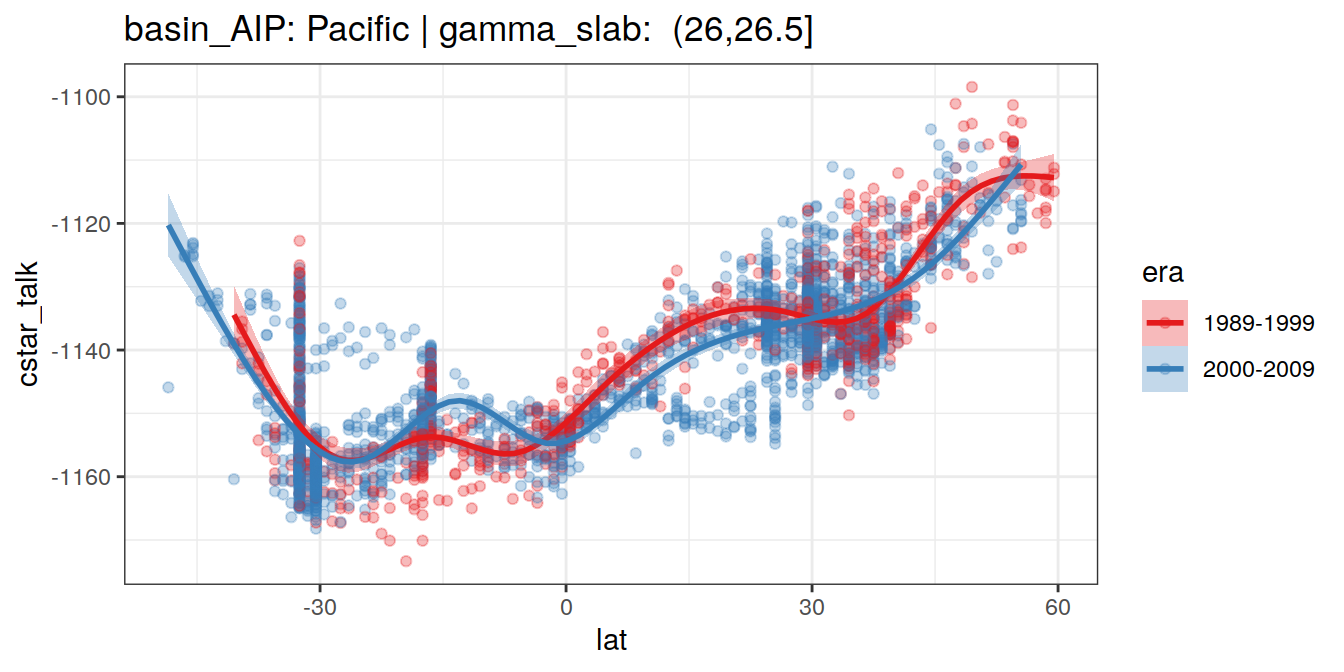 basin_AIP: Pacific | gamma_slab:  (26,26.5]
-1100
-1120
-1140
-1160
cstar_talk
-30
0
30
60
lat
era
1989-1999
2000-2009